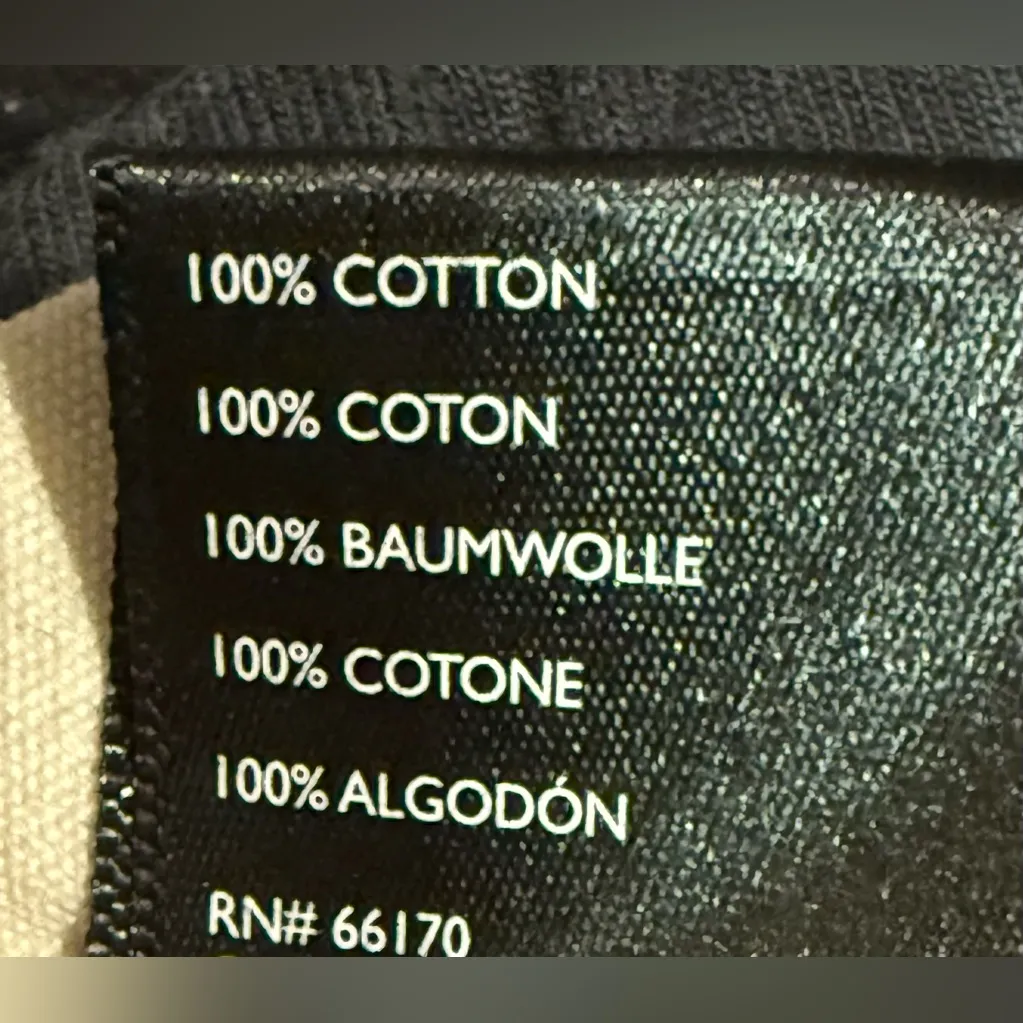 100% COTTON
100% COTON
100% BAUMWOLLE
100% COTONE
100% ALGODÓN
RN# 66170